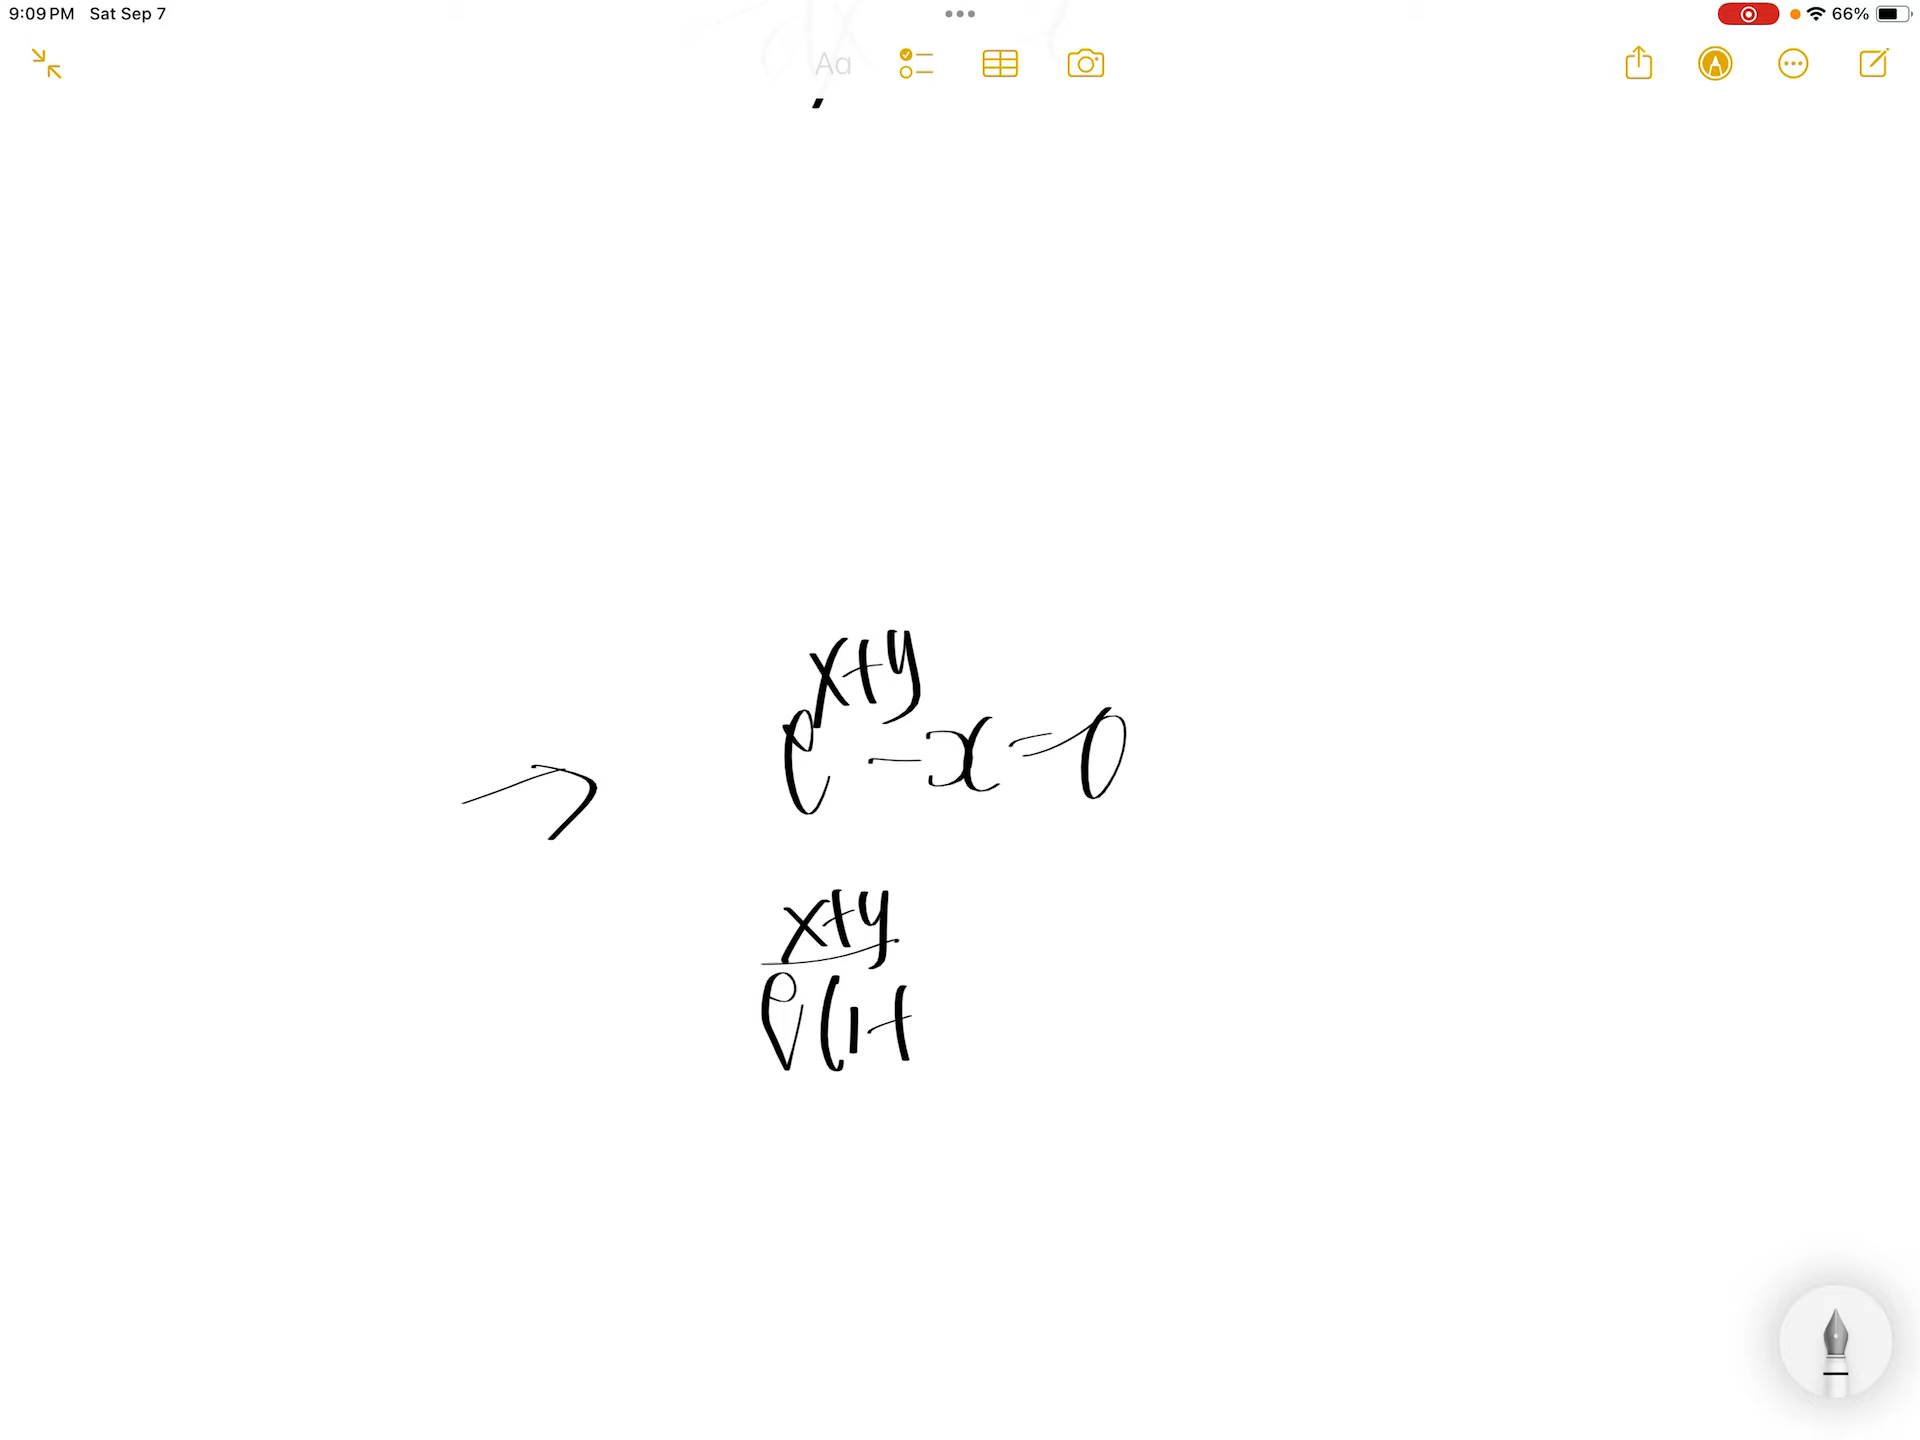 9:09 PM Sat Sep 7
66%
Aa
e^{x+y} - x = 0
x+y
e(1+